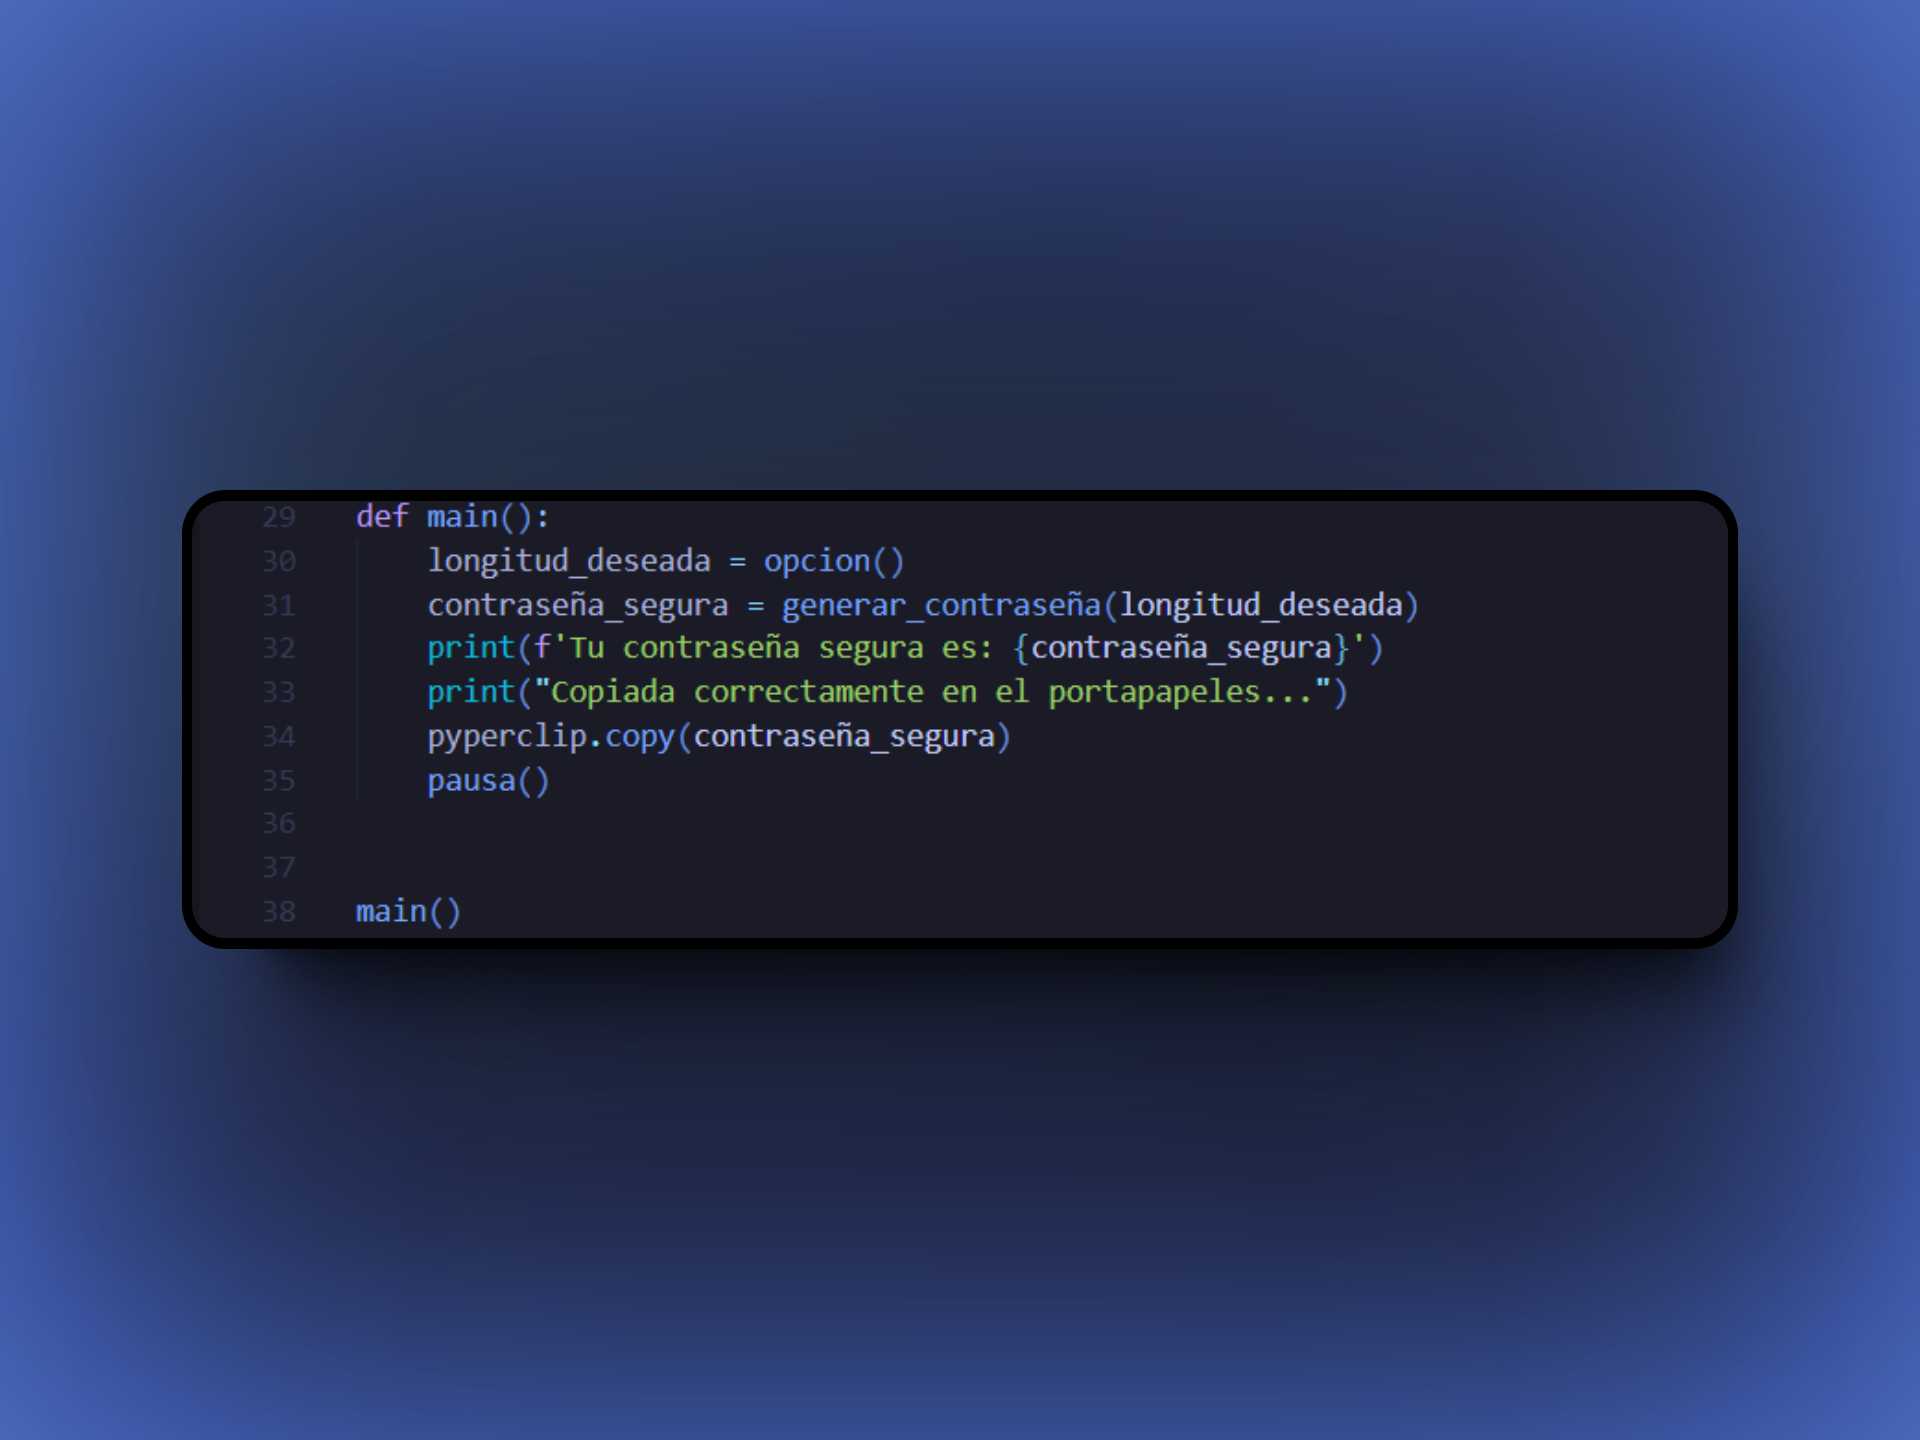 29 def main():
30 longitud_deseada = opcion()
31 contraseña_segura = generar_contraseña(longitud_deseada)
32 print(f'Tu contraseña segura es: {contraseña_segura}')
33 print("Copiada correctamente en el portapapeles...")
34 pyperclip.copy(contraseña_segura)
35 pausa()
36
37
38 main()